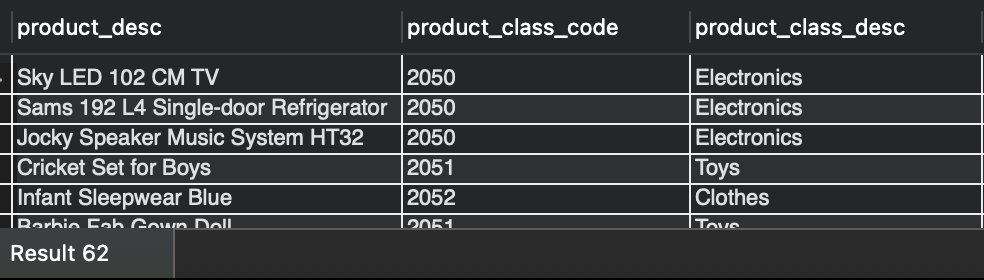 product_desc product_class_code product_class_desc
Sky LED 102 CM TV 2050 Electronics
Sams 192 L4 Single-door Refrigerator 2050 Electronics
Jocky Speaker Music System HT32 2050 Electronics
Cricket Set for Boys 2051 Toys
Infant Sleepwear Blue 2052 Clothes
Barbie Fab Gown Doll 2051 Toys
Result 62